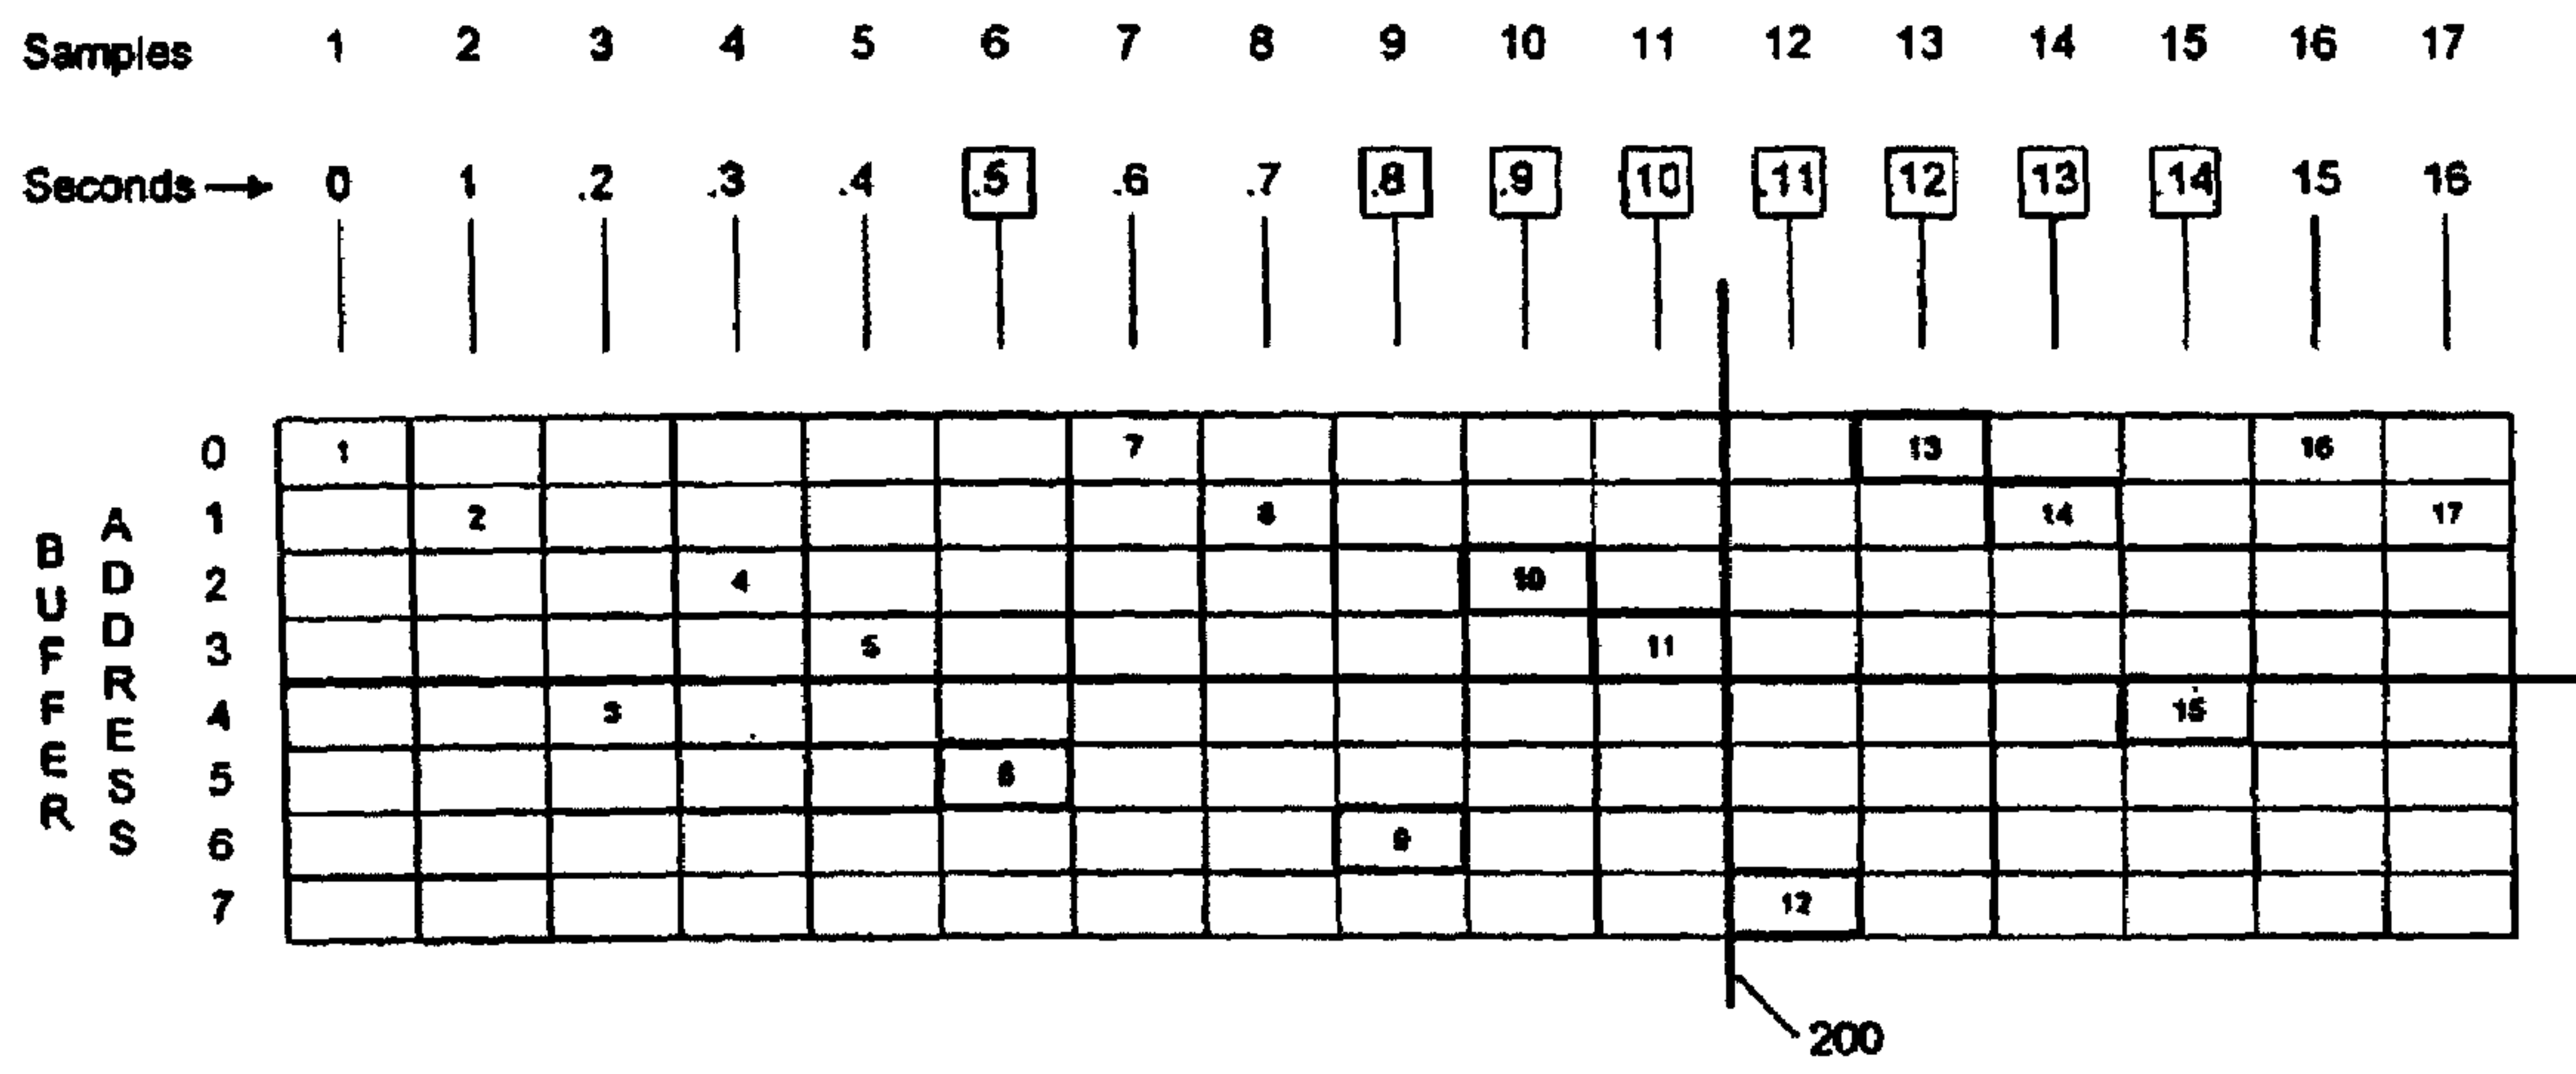 Samples 1 2 3 4 5 6 7 8 9 10 11 12 13 14 15 16 17
Seconds → 0 1 .2 .3 .4 .5 .6 .7 .8 .9 10 .11 12 13 .14 15 16
BUFFER
ADDRESS
0 1 7 13 16
1 2 8 14 17
2 4 10
3 5 11
4 3 15
5 6
6 9
7 12
200